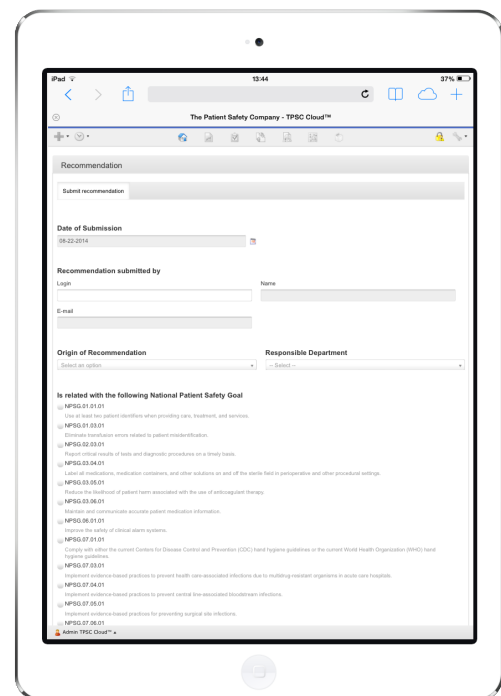 iPad 13:44 37%
The Patient Safety Company - TPSC Cloud™
Recommendation
Submit recommendation
Date of Submission
08-22-2014
Recommendation submitted by
Login Name
E-mail
Origin of Recommendation Responsible Department
Select an option -- Select --
Is related with the following National Patient Safety Goal
NPSG.01.01.01
Use at least two patient identifiers when providing care, treatment, and services.
NPSG.01.03.01
Eliminate transfusion errors related to patient misidentification.
NPSG.02.03.01
Report critical results of tests and diagnostic procedures on a timely basis.
NPSG.03.04.01
Label all medications, medication containers, and other solutions on and off the sterile field in perioperative and other procedural settings.
NPSG.03.05.01
Reduce the likelihood of patient harm associated with the use of anticoagulant therapy.
NPSG.03.06.01
Maintain and communicate accurate patient medication information.
NPSG.06.01.01
Improve the safety of clinical alarm systems.
NPSG.07.01.01
Comply with either the current Centers for Disease Control and Prevention (CDC) hand hygiene guidelines or the current World Health Organization (WHO) hand
hygiene guidelines.
NPSG.07.03.01
Implement evidence-based practices to prevent health care-associated infections due to multidrug-resistant organisms in acute care hospitals.
NPSG.07.04.01
Implement evidence-based practices to prevent central line-associated bloodstream infections.
NPSG.07.05.01
Implement evidence-based practices for preventing surgical site infections.
NPSG.07.06.01
Admin TPSC Cloud™